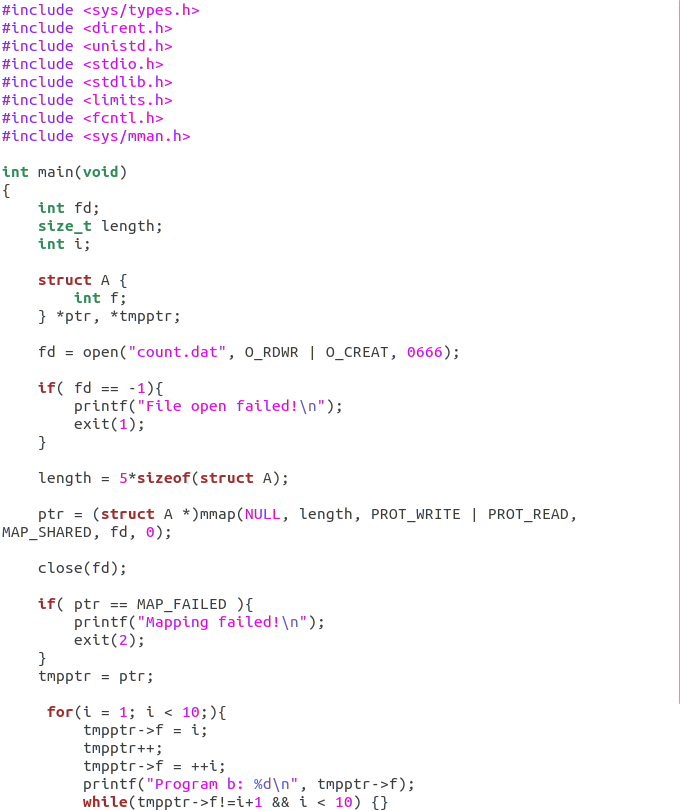 #include <sys/types.h>
#include <dirent.h>
#include <unistd.h>
#include <stdio.h>
#include <stdlib.h>
#include <limits.h>
#include <fcntl.h>
#include <sys/mman.h>

int main(void)
{
    int fd;
    size_t length;
    int i;

    struct A {
        int f;
    } *ptr, *tmpptr;

    fd = open("count.dat", O_RDWR | O_CREAT, 0666);

    if( fd == -1){
        printf("File open failed!\n");
        exit(1);
    }

    length = 5*sizeof(struct A);

    ptr = (struct A *)mmap(NULL, length, PROT_WRITE | PROT_READ,
MAP_SHARED, fd, 0);

    close(fd);

    if( ptr == MAP_FAILED ){
        printf("Mapping failed!\n");
        exit(2);
    }
    tmpptr = ptr;

     for(i = 1; i < 10;){
         tmpptr->f = i;
         tmpptr++;
         tmpptr->f = ++i;
         printf("Program b: %d\n", tmpptr->f);
         while(tmpptr->f!=i+1 && i < 10) {}